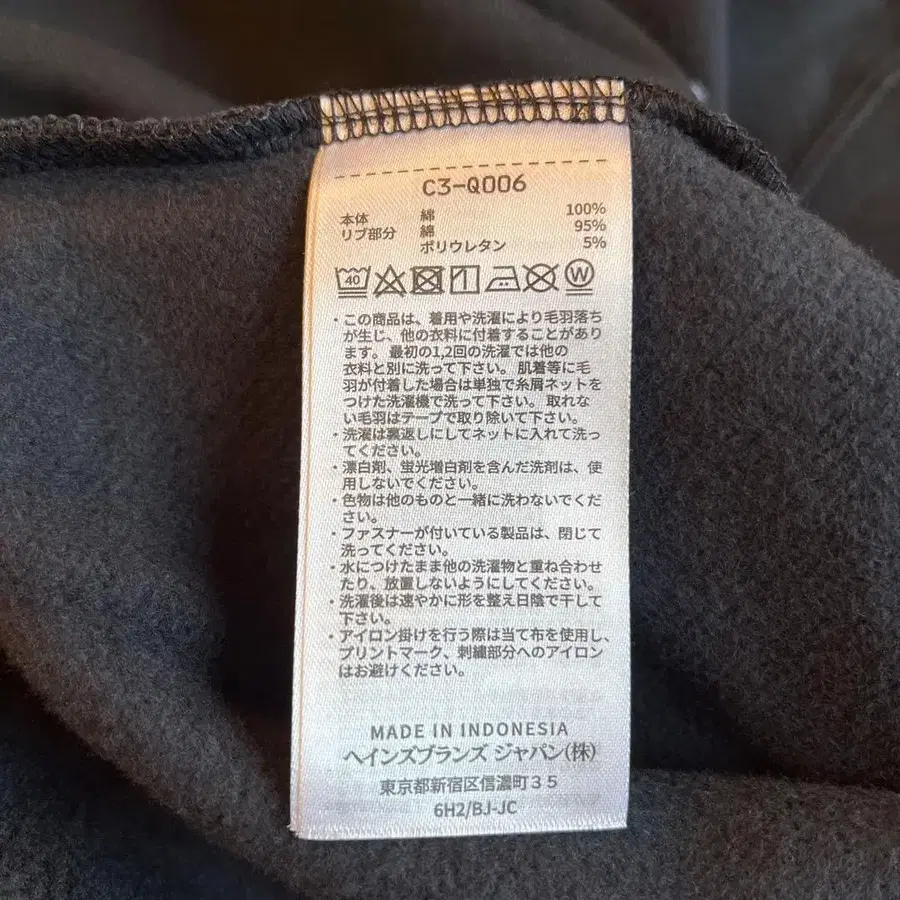 C3-Q006
本体 綿 100%
リブ部分 綿 95%
ポリウレタン 5%
40 W
・この商品は、着用や洗濯により毛羽落ち
が生じ、他の衣料に付着することがあり
ます。最初の1,2回の洗濯では他の
衣料と別に洗って下さい。肌着等に毛
羽が付着した場合は単独で糸屑ネットを
つけた洗濯機で洗って下さい。取れな
い毛羽はテープで取り除いて下さい。
・洗濯は裏返しにしてネットに入れて洗っ
てください。
・漂白剤、蛍光増白剤を含んだ洗剤は、使
用しないでください。
・色物は他のものと一緒に洗わないでくだ
さい。
・ファスナーが付いている製品は、閉じて
洗ってください。
・水につけたまま他の洗濯物と重ね合わせ
たり、放置しないようにしてください。
・洗濯後は速やかに形を整え日陰で干して
下さい。
・アイロン掛けを行う際は当て布を使用し、
プリントマーク、刺繍部分へのアイロン
はお避けください。
MADE IN INDONESIA
ヘインズブランズ ジャパン(株)
東京都新宿区信濃町35
6H2/BJ-JC